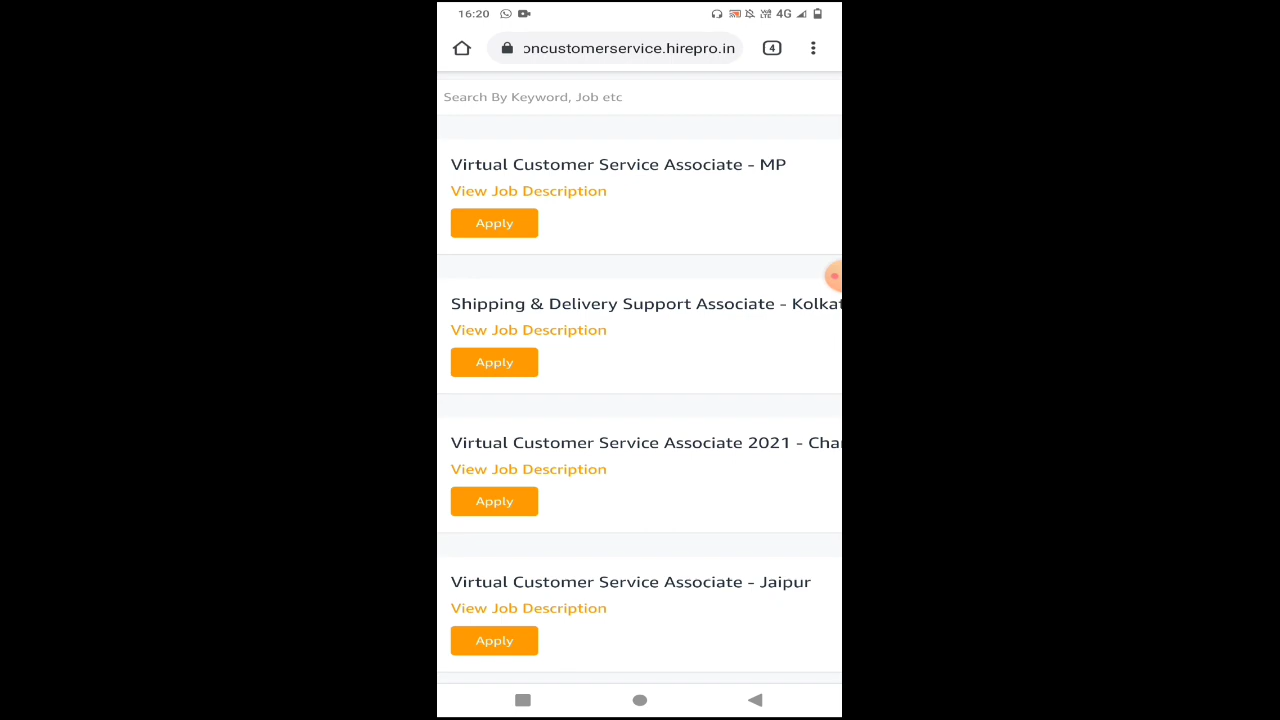 16:20 4G
oncustomerservice.hirepro.in 4
Search By Keyword, Job etc
Virtual Customer Service Associate - MP
View Job Description
Apply
Shipping & Delivery Support Associate - Kolkat
View Job Description
Apply
Virtual Customer Service Associate 2021 - Cha
View Job Description
Apply
Virtual Customer Service Associate - Jaipur
View Job Description
Apply